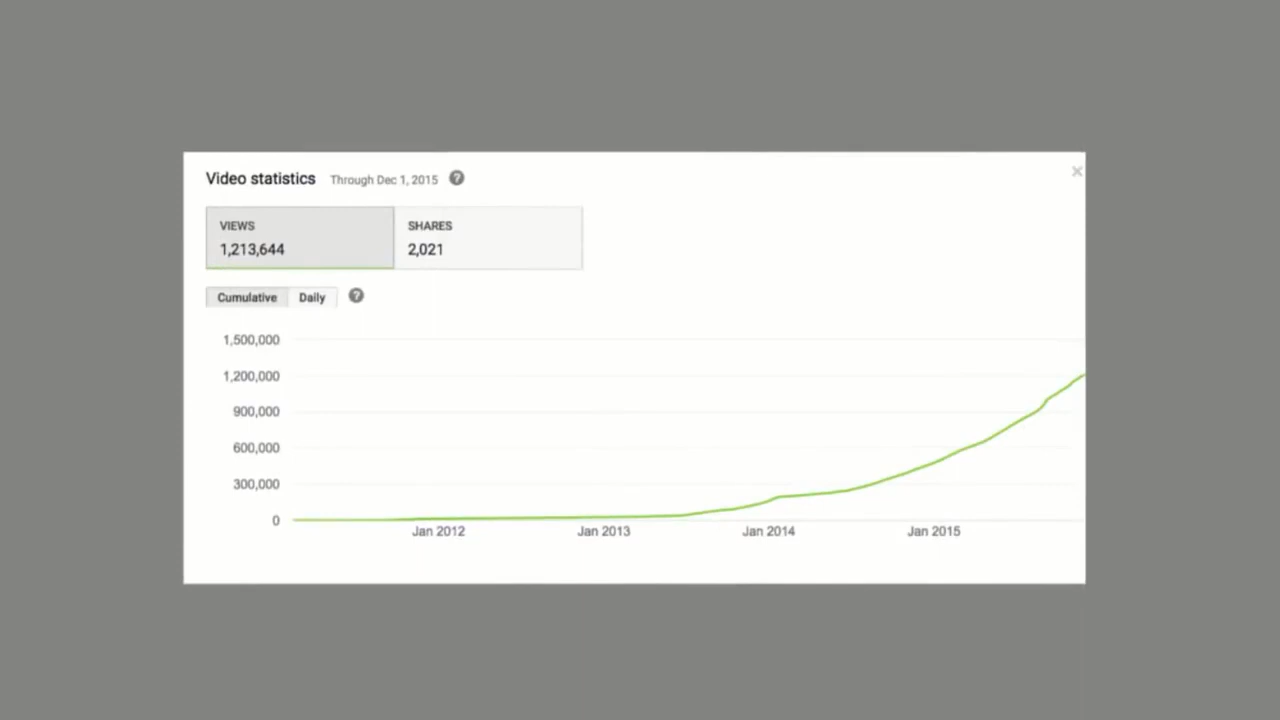 Video statistics Through Dec 1, 2015 ?
×
VIEWS
1,213,644
SHARES
2,021
Cumulative Daily ?
1,500,000
1,200,000
900,000
600,000
300,000
0
Jan 2012 Jan 2013 Jan 2014 Jan 2015